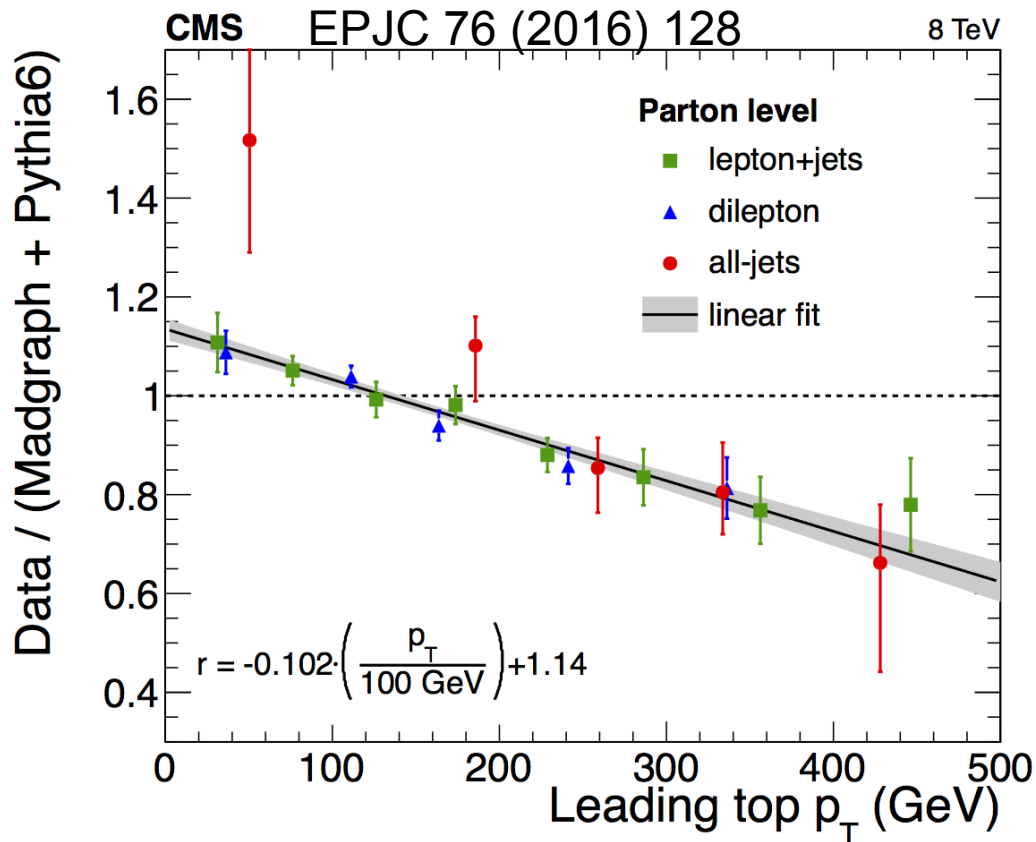 CMS EPJC 76 (2016) 128 8 TeV
Data / (Madgraph + Pythia6)
1.6
1.4
1.2
1
0.8
0.6
0.4
Parton level
lepton+jets
dilepton
all-jets
linear fit
r = -0.102·(pT / 100 GeV)+1.14
0 100 200 300 400 500
Leading top pT (GeV)